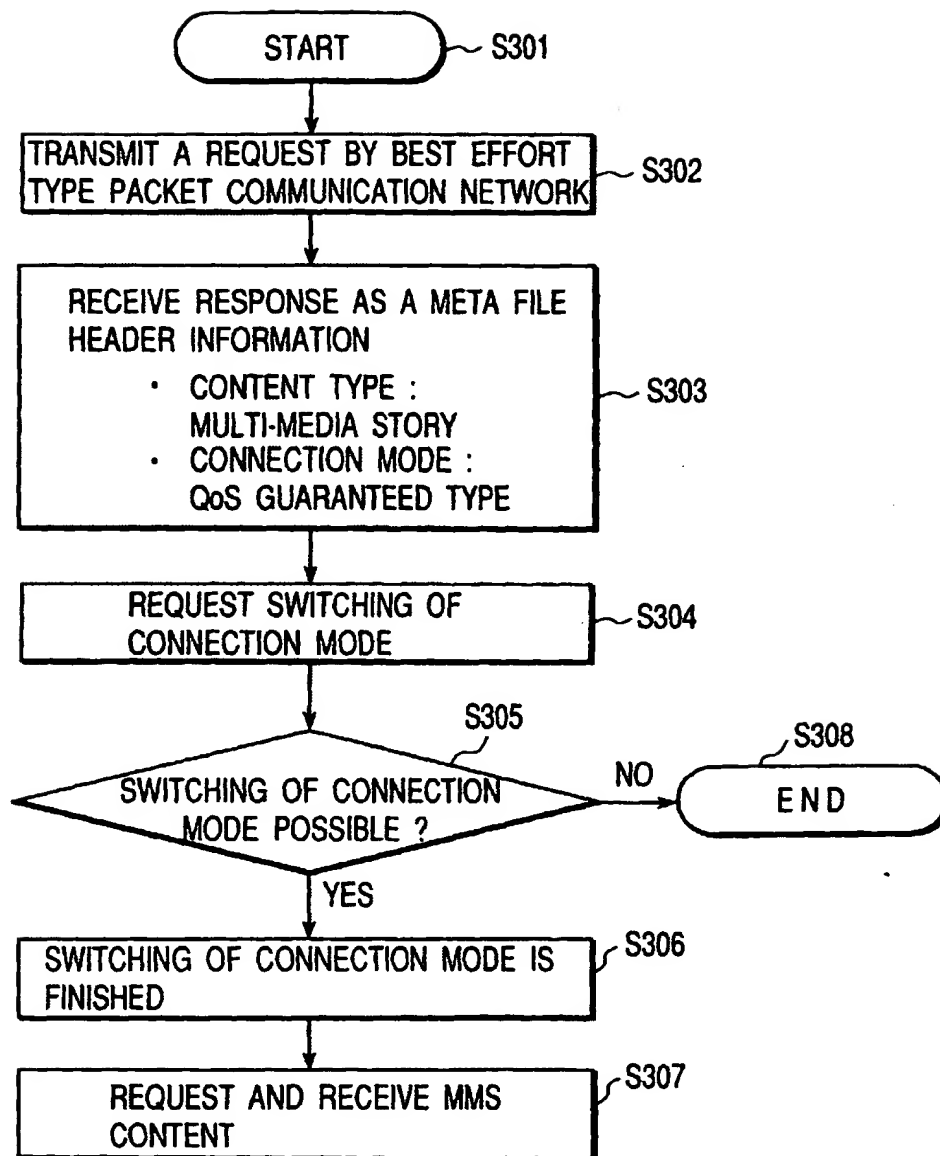 START
S301
TRANSMIT A REQUEST BY BEST EFFORT
TYPE PACKET COMMUNICATION NETWORK
S302
RECEIVE RESPONSE AS A META FILE
HEADER INFORMATION
· CONTENT TYPE :
MULTI-MEDIA STORY
· CONNECTION MODE :
QoS GUARANTEED TYPE
S303
REQUEST SWITCHING OF
CONNECTION MODE
S304
S305
SWITCHING OF CONNECTION
MODE POSSIBLE ?
NO
S308
END
YES
SWITCHING OF CONNECTION MODE IS
FINISHED
S306
REQUEST AND RECEIVE MMS
CONTENT
S307